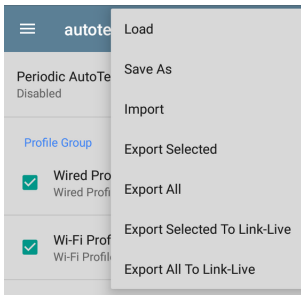 autote
Periodic AutoTe
Disabled
Profile Group
Wired Pro
Wired Profi
Wi-Fi Prof
Wi-Fi Profil
Load
Save As
Import
Export Selected
Export All
Export Selected To Link-Live
Export All To Link-Live